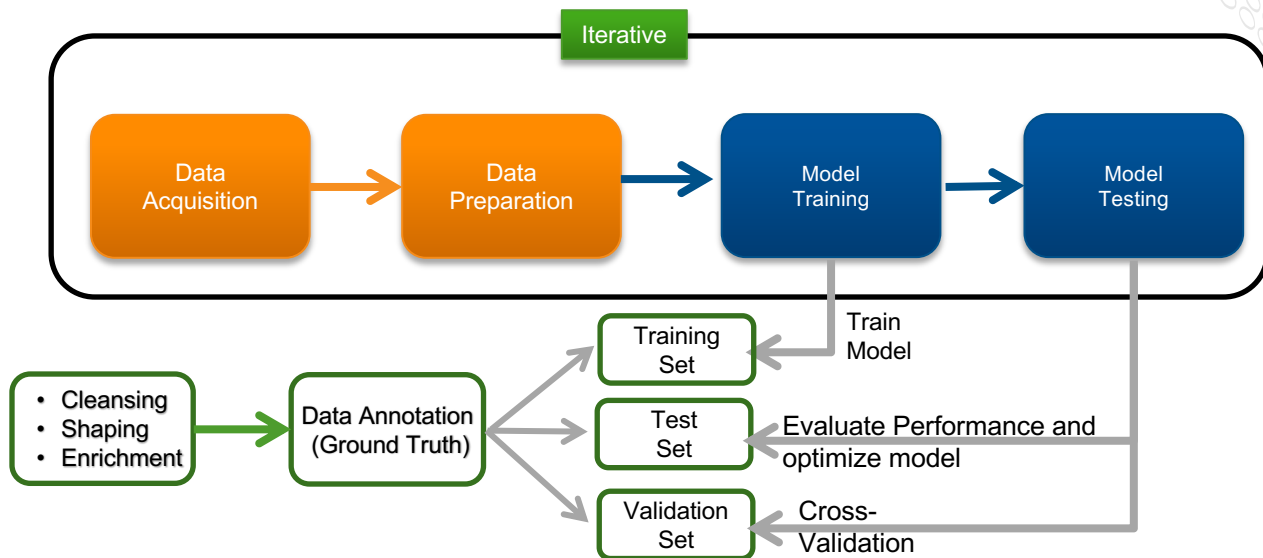 Iterative
Data
Acquisition
Data
Preparation
Model
Training
Model
Testing
Train
Model
Training
Set
• Cleansing
• Shaping
• Enrichment
Data Annotation
(Ground Truth)
Test
Set
Evaluate Performance and
optimize model
Validation
Set
Cross-
Validation